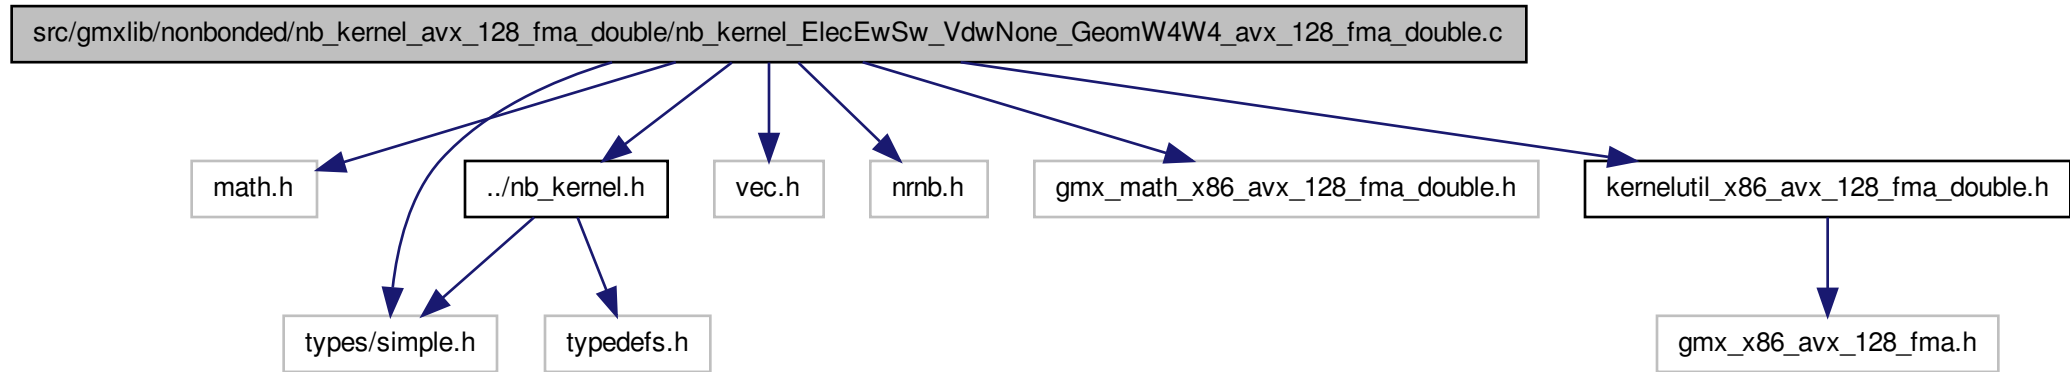 src/gmxlib/nonbonded/nb_kernel_avx_128_fma_double/nb_kernel_ElecEwSw_VdwNone_GeomW4W4_avx_128_fma_double.c
math.h
../nb_kernel.h
vec.h
nrnb.h
gmx_math_x86_avx_128_fma_double.h
kernelutil_x86_avx_128_fma_double.h
types/simple.h
typedefs.h
gmx_x86_avx_128_fma.h